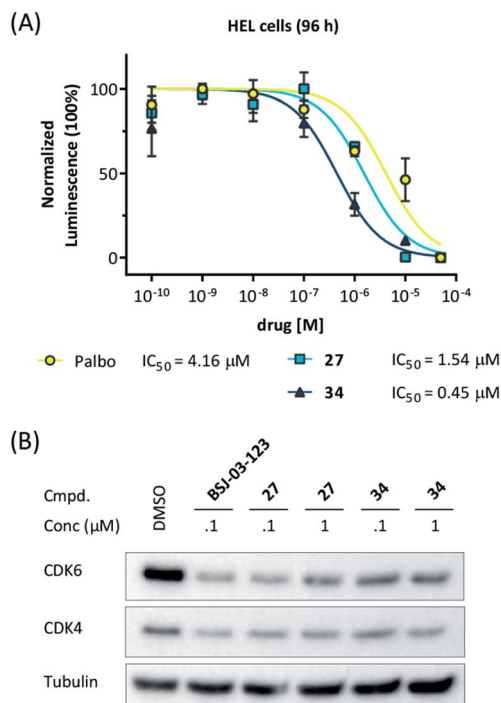 (A)
HEL cells (96 h)
Normalized
Luminescence (100%)
100
50
0
10⁻¹⁰ 10⁻⁹ 10⁻⁸ 10⁻⁷ 10⁻⁶ 10⁻⁵ 10⁻⁴
drug [M]
Palbo IC₅₀ = 4.16 µM 27 IC₅₀ = 1.54 µM
34 IC₅₀ = 0.45 µM
(B)
Cmpd. DMSO BSJ-03-123 27 27 34 34
Conc (µM) .1 .1 1 .1 1
CDK6
CDK4
Tubulin